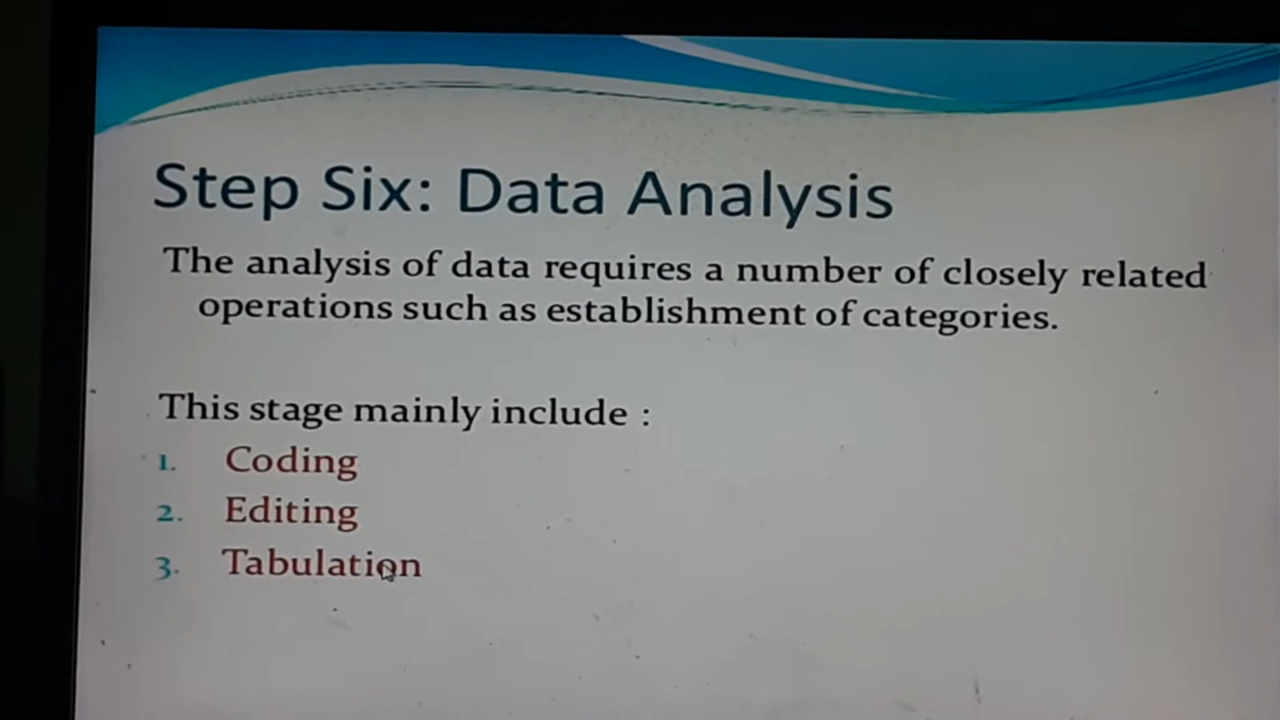 Step Six: Data Analysis
The analysis of data requires a number of closely related
operations such as establishment of categories.
This stage mainly include :
1. Coding
2. Editing
3. Tabulation